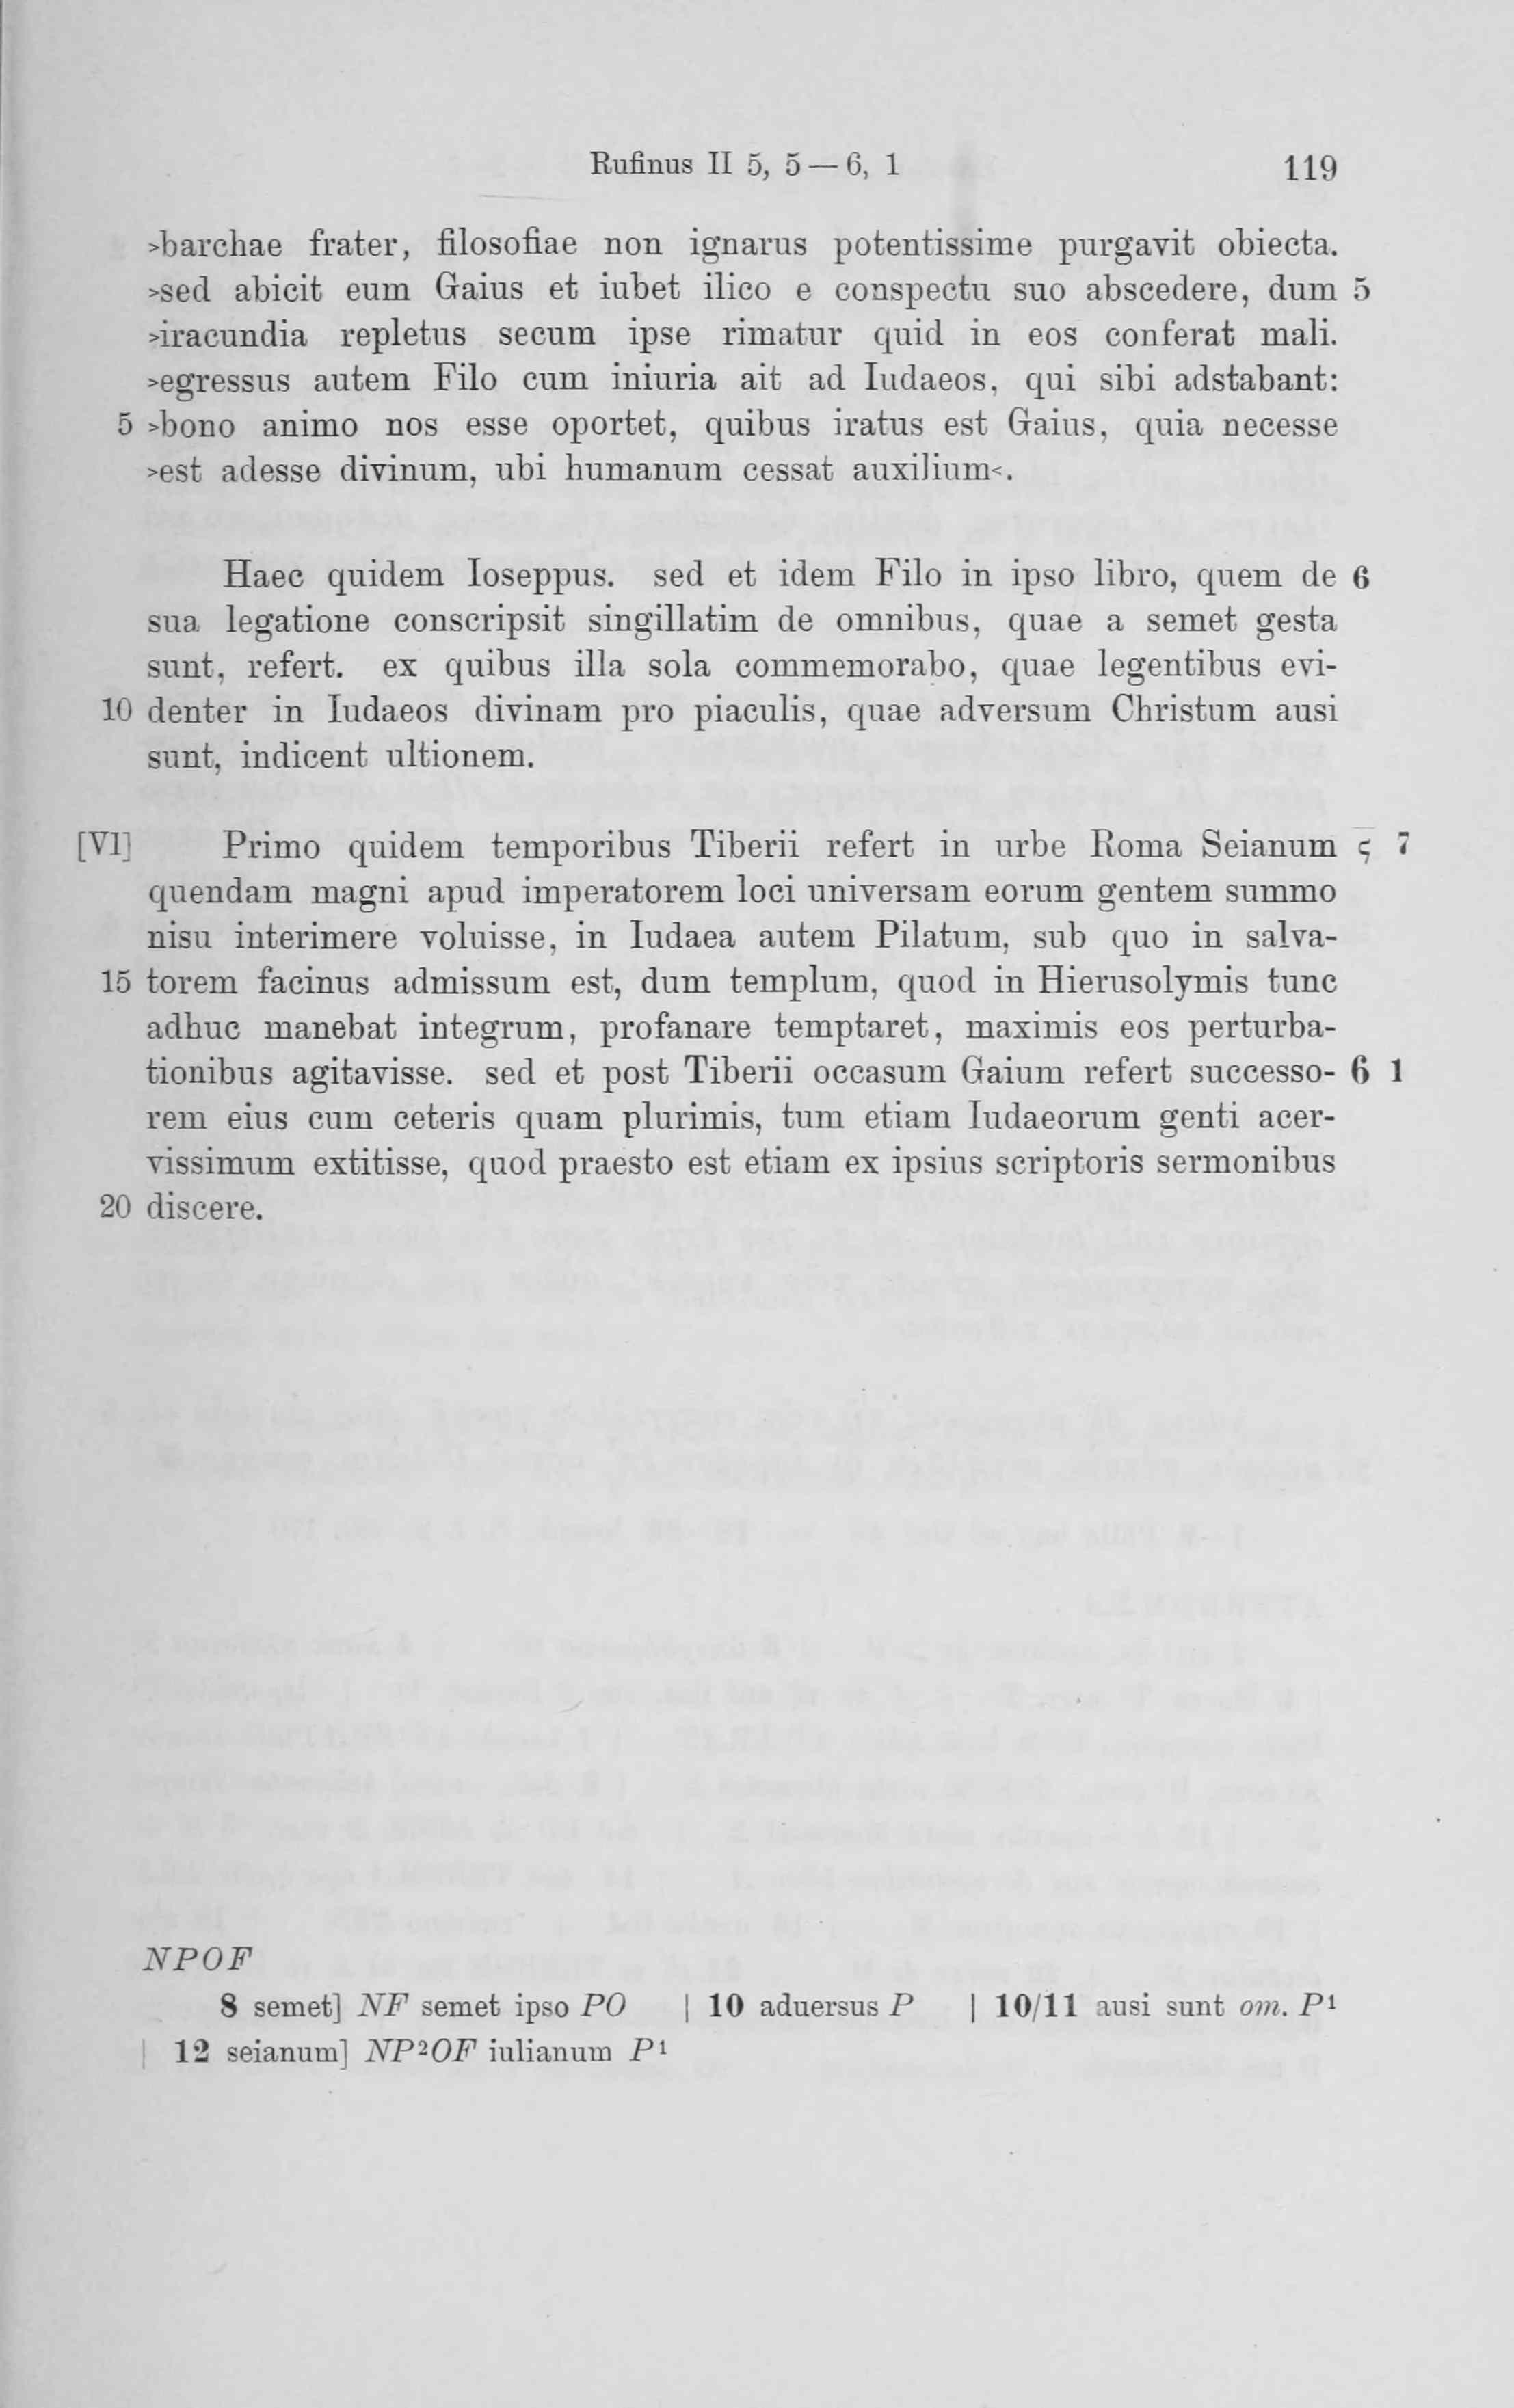 Rufinus II 5, 5 — 6, 1 119
>barchae frater, filosofiae non ignarus potentissime purgavit obiecta.
>sed abicit eum Gaius et iubet ilico e conspectu suo abscedere, dum 5
>iracundia repletus secum ipse rimatur quid in eos conferat mali.
>egressus autem Filo cum iniuria ait ad Iudaeos, qui sibi adstabant:
5 >bono animo nos esse oportet, quibus iratus est Gaius, quia necesse
>est adesse divinum, ubi humanum cessat auxilium<.
Haec quidem Ioseppus. sed et idem Filo in ipso libro, quem de 6
sua legatione conscripsit singillatim de omnibus, quae a semet gesta
sunt, refert. ex quibus illa sola commemorabo, quae legentibus evi-
10 denter in Iudaeos divinam pro piaculis, quae adversum Christum ausi
sunt, indicent ultionem.
[VI] Primo quidem temporibus Tiberii refert in urbe Roma Seianum ς̅ 7
quendam magni apud imperatorem loci universam eorum gentem summo
nisu interimere voluisse, in Iudaea autem Pilatum, sub quo in salva-
15 torem facinus admissum est, dum templum, quod in Hierusolymis tunc
adhuc manebat integrum, profanare temptaret, maximis eos perturba-
tionibus agitavisse. sed et post Tiberii occasum Gaium refert successo- 6 1
rem eius cum ceteris quam plurimis, tum etiam Iudaeorum genti acer-
vissimum extitisse, quod praesto est etiam ex ipsius scriptoris sermonibus
20 discere.
NPOF
8 semet] NF semet ipso PO | 10 aduersus P | 10/11 ausi sunt om. P¹
| 12 seianum] NP²OF iulianum P¹